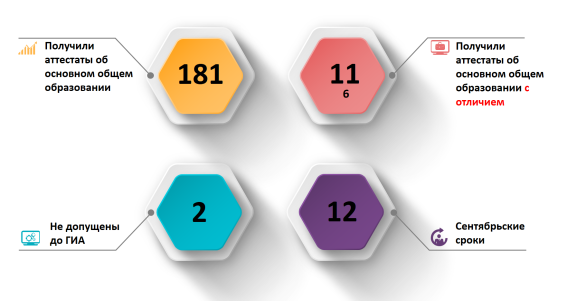 Получили
аттестаты об
основном общем
образовании
181
11
6
Получили
аттестаты об
основном общем
образовании с
отличием
Не допущены
до ГИА
2
12
Сентябрьские
сроки